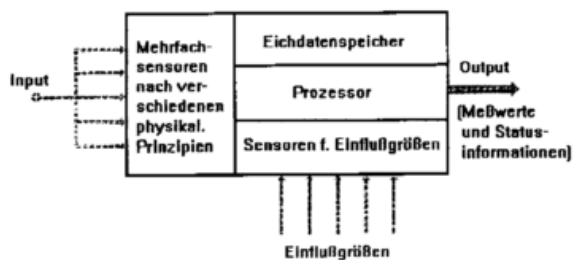 Input
Mehrfach-
sensoren
nach ver-
schiedenen
physikal.
Prinzipien
Eichdatenspeicher
Prozessor
Sensoren f. Einflußgrößen
Output
(Meßwerte
und Status-
informationen)
Einflußgrößen